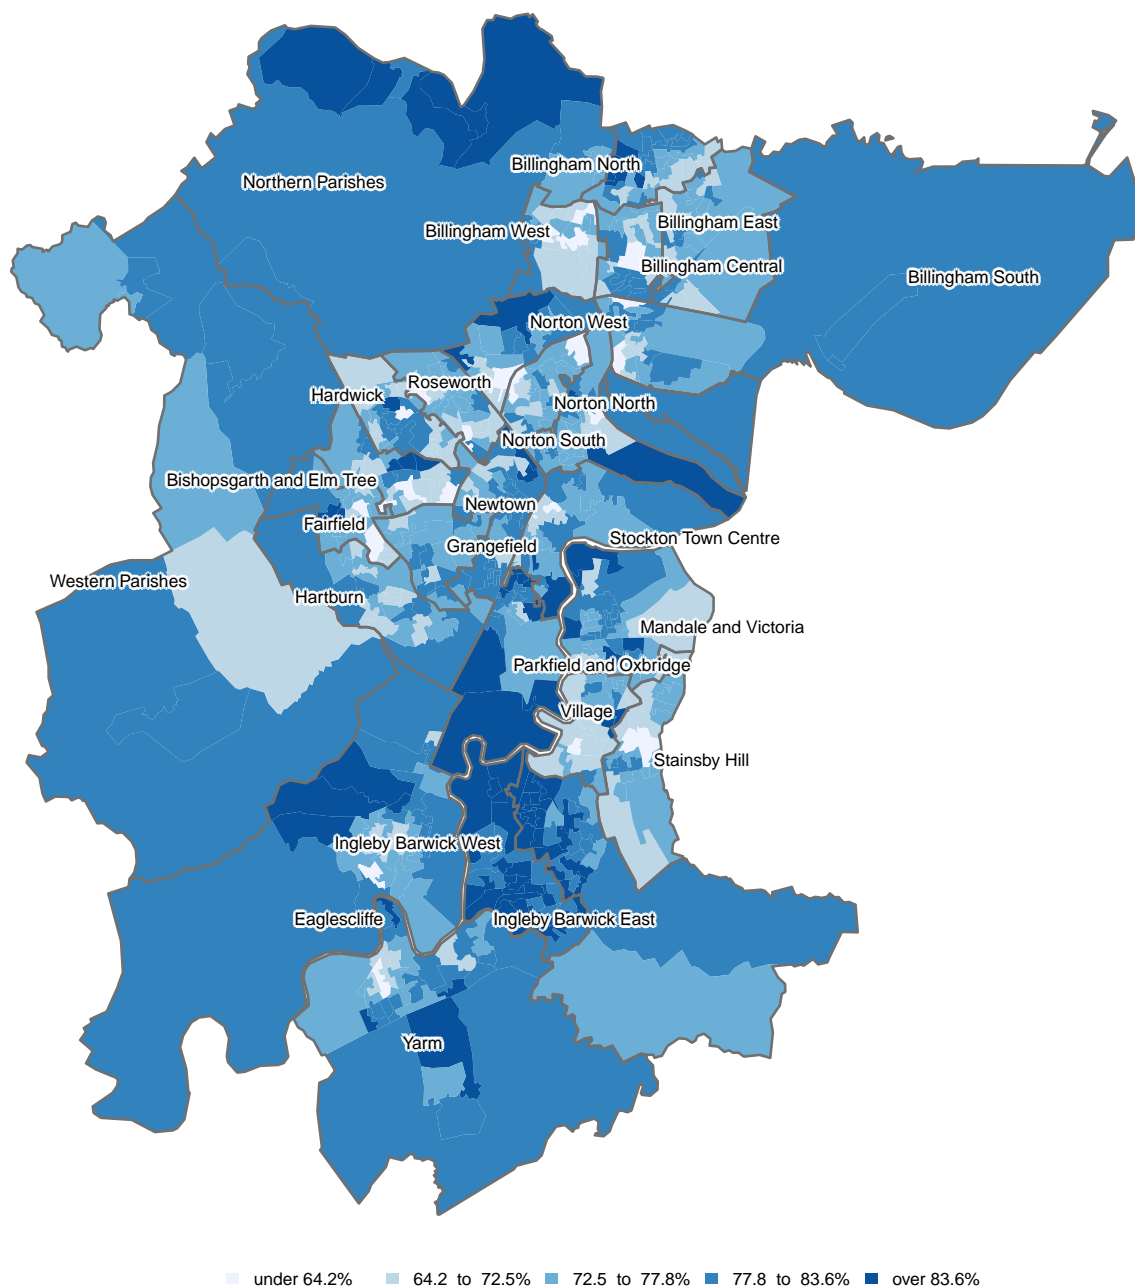 Billingham North
Northern Parishes
Billingham East
Billingham West
Billingham Central
Billingham South
Norton West
Roseworth
Hardwick
Norton North
Norton South
Bishopsgarth and Elm Tree
Newtown
Fairfield
Stockton Town Centre
Grangefield
Western Parishes
Hartburn
Mandale and Victoria
Parkfield and Oxbridge
Village
Stainsby Hill
Ingleby Barwick West
Eaglescliffe
Ingleby Barwick East
Yarm
under 64.2% 64.2 to 72.5% 72.5 to 77.8% 77.8 to 83.6% over 83.6%